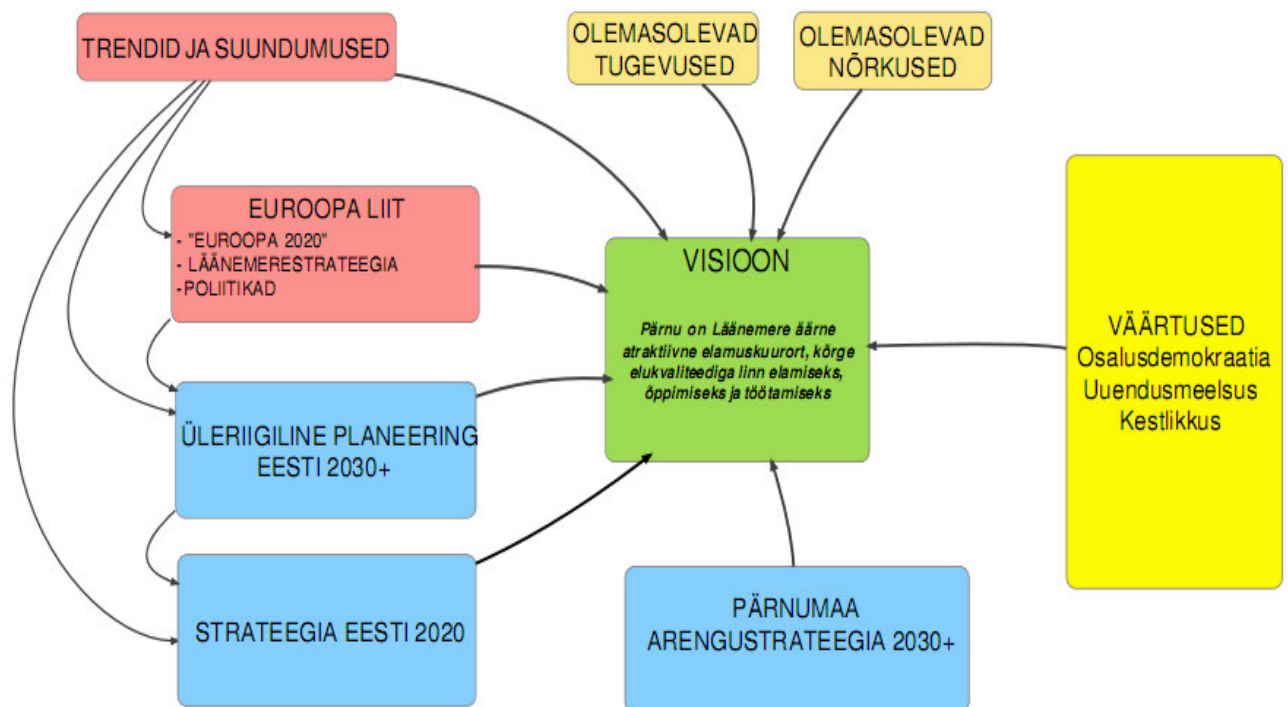 TRENDID JA SUUNDUMUSED
OLEMASOLEVAD
TUGEVUSED
OLEMASOLEVAD
NÕRKUSED
EUROOPA LIIT
- "EUROOPA 2020"
- LÄÄNEMERESTRATEEGIA
-POLIITIKAD
VISIOON
Pärnu on Läänemere äärne
atraktiivne elamuskuurort, kõrge
elukvaliteediga linn elamiseks,
õppimiseks ja töötamiseks
VÄÄRTUSED
Osalusdemokraatia
Uuendusmeelsus
Kestlikkus
ÜLERIIGILINE PLANEERING
EESTI 2030+
STRATEEGIA EESTI 2020
PÄRNUMAA
ARENGUSTRATEEGIA 2030+